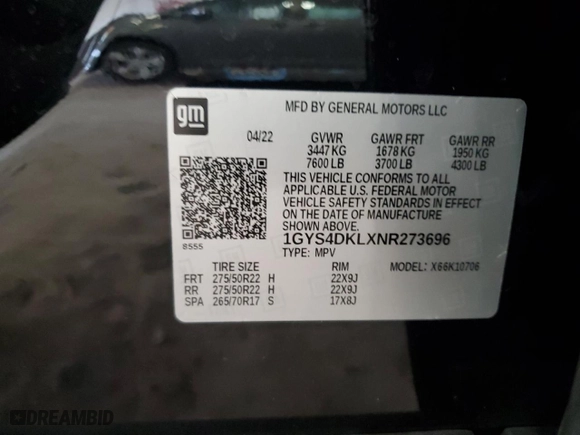 gm
MFD BY GENERAL MOTORS LLC
04/22 GVWR GAWR FRT GAWR RR
3447 KG 1678 KG 1950 KG
7600 LB 3700 LB 4300 LB
THIS VEHICLE CONFORMS TO ALL
APPLICABLE U.S. FEDERAL MOTOR
VEHICLE SAFETY STANDARDS IN EFFECT
ON THE DATE OF MANUFACTURE
SHOWN ABOVE.
8555
1GYS4DKLXNR273696
TYPE: MPV MODEL: X66K10706
TIRE SIZE RIM
FRT 275/50R22 H 22X9J
RR 275/50R22 H 22X9J
SPA 265/70R17 S 17X8J
DREAMBID